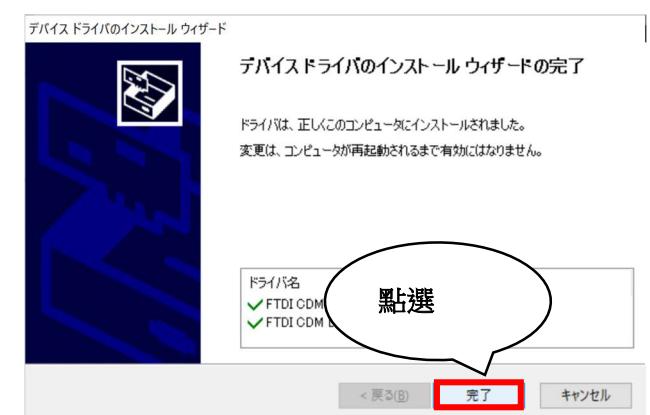 デバイス ドライバのインストール ウィザード
デバイス ドライバのインストール ウィザードの完了
ドライバは、正しくこのコンピュータにインストールされました。
変更は、コンピュータが再起動されるまで有効にはなりません。
ドライバ名
FTDI CDM
FTDI CDM
點選
< 戻る(B)
完了
キャンセル